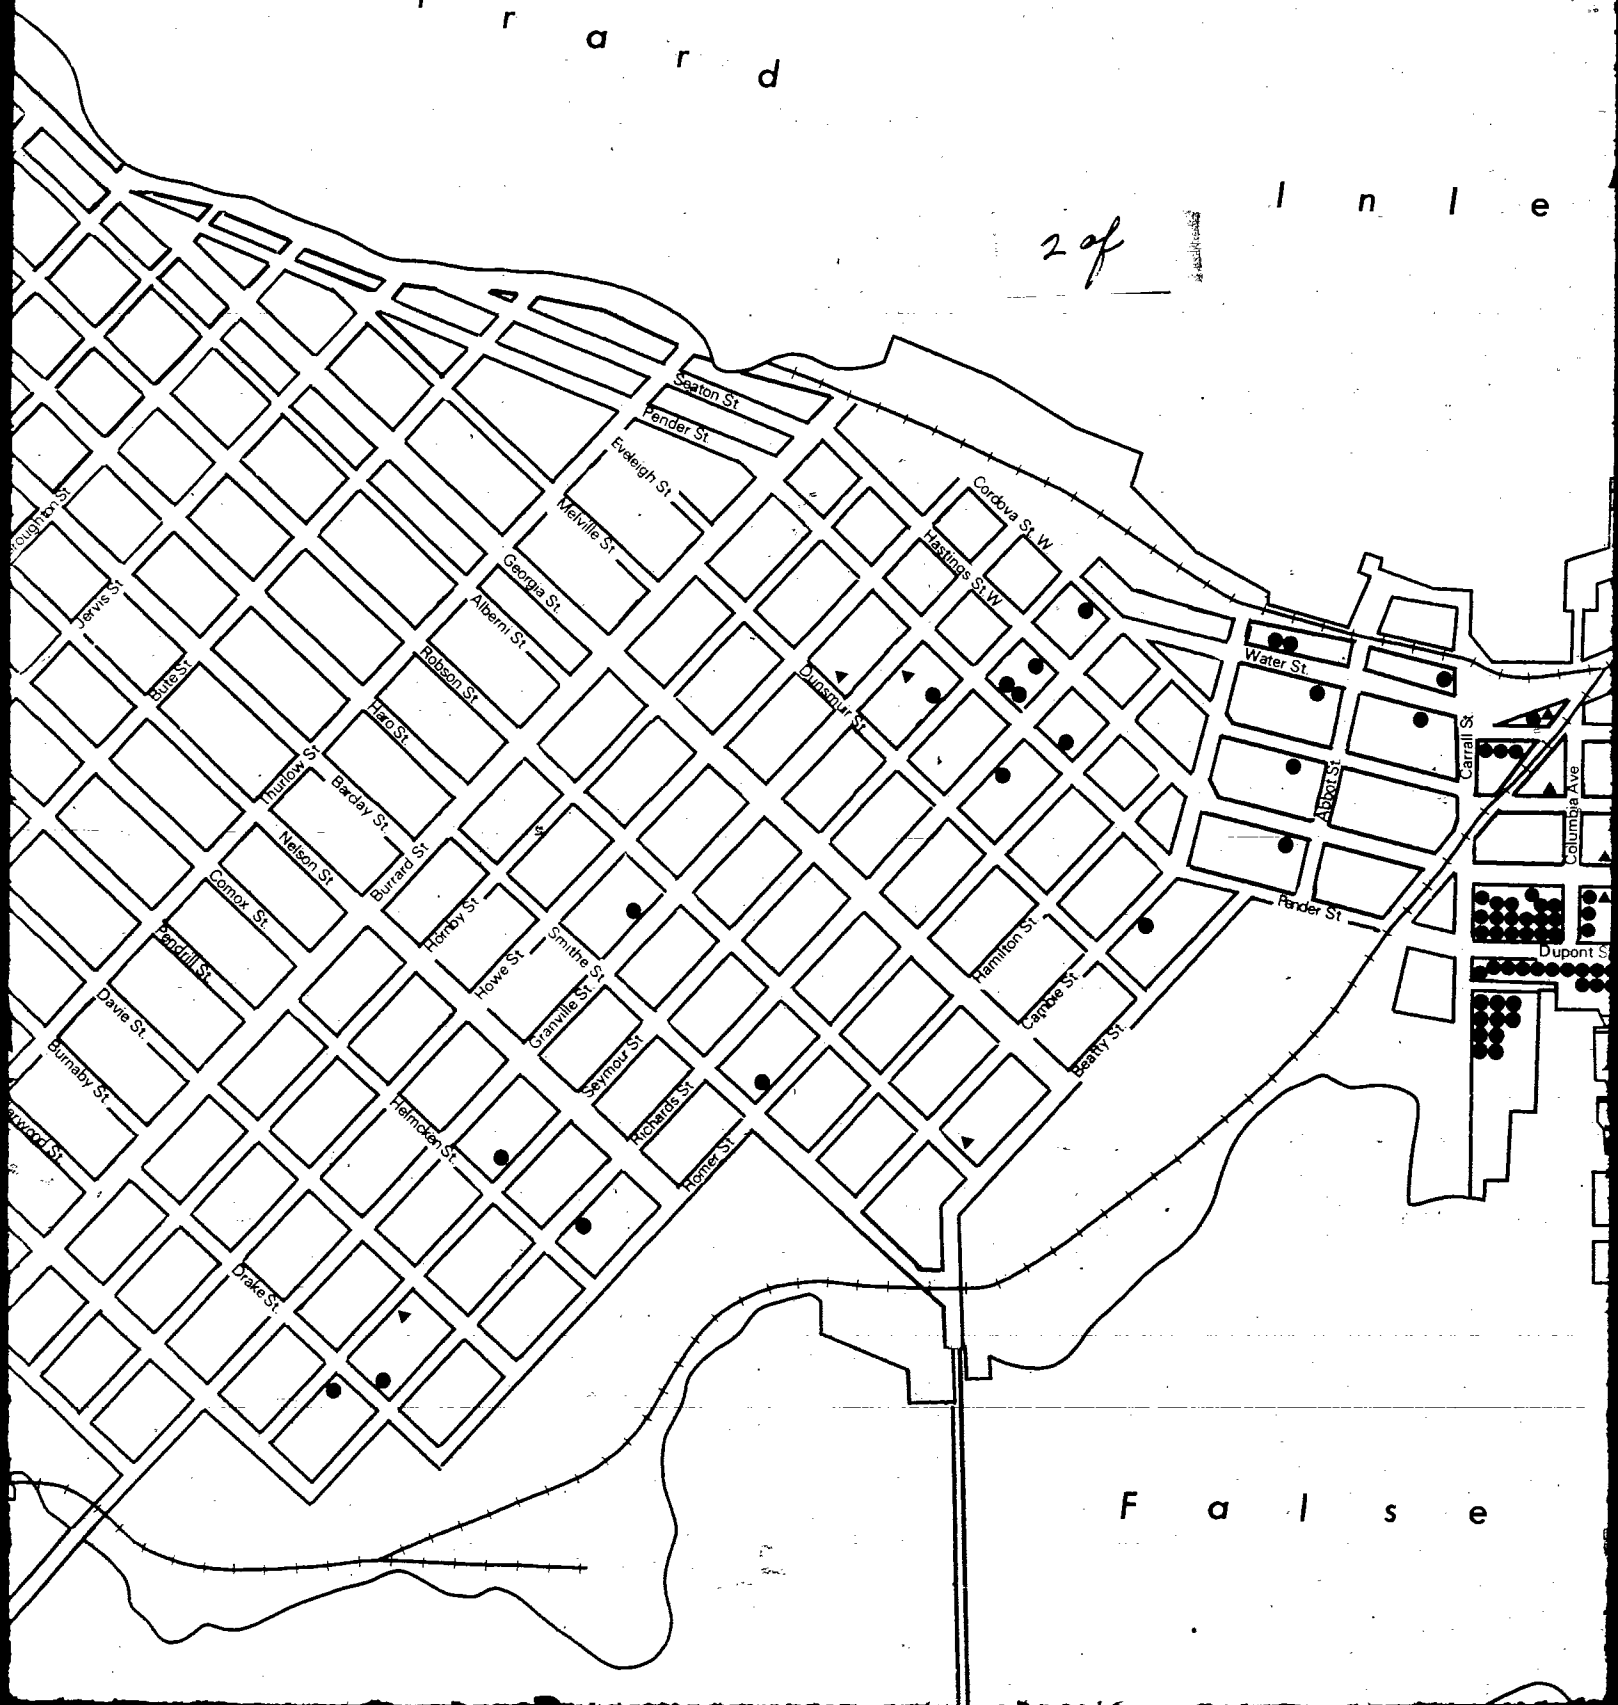 r a r d
I n l e
2 of
Seaton St.
Pender St.
Eveleigh St.
Melville St.
Cordova St. W
Hastings St. W
Georgia St.
Alberni St.
Robson St.
Haro St.
Dunsmuir St.
Water St.
Carrall St.
Abbot St.
Columbia Ave
roughton St
Jervis St
Bute St
Thurlow St
Barclay St.
Nelson St
Burrard St
Comox St.
Pendrill St.
Hornby St
Howe St
Smithe St.
Granville St.
Seymour St
Richards St
Homer St
Hamilton St
Cambie St
Beatty St.
Pender St
Dupont S
Davie St.
Burnaby St.
arwood St.
Helmcken St.
Drake St.
F a l s e